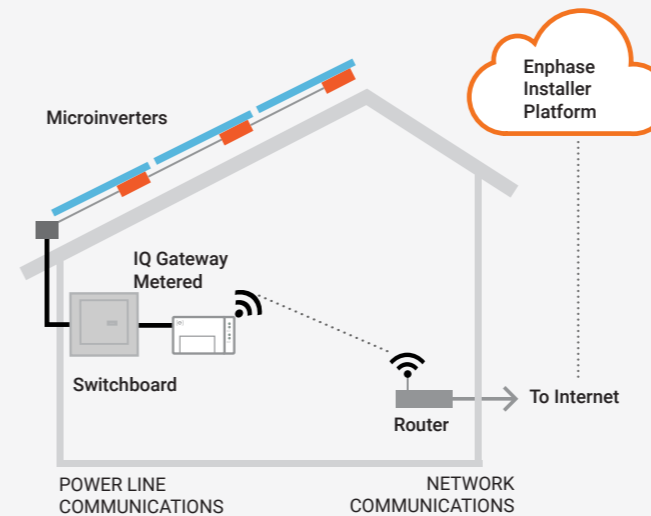 Enphase
Installer
Platform
Microinverters
IQ Gateway
Metered
Switchboard
To Internet
Router
POWER LINE
COMMUNICATIONS
NETWORK
COMMUNICATIONS